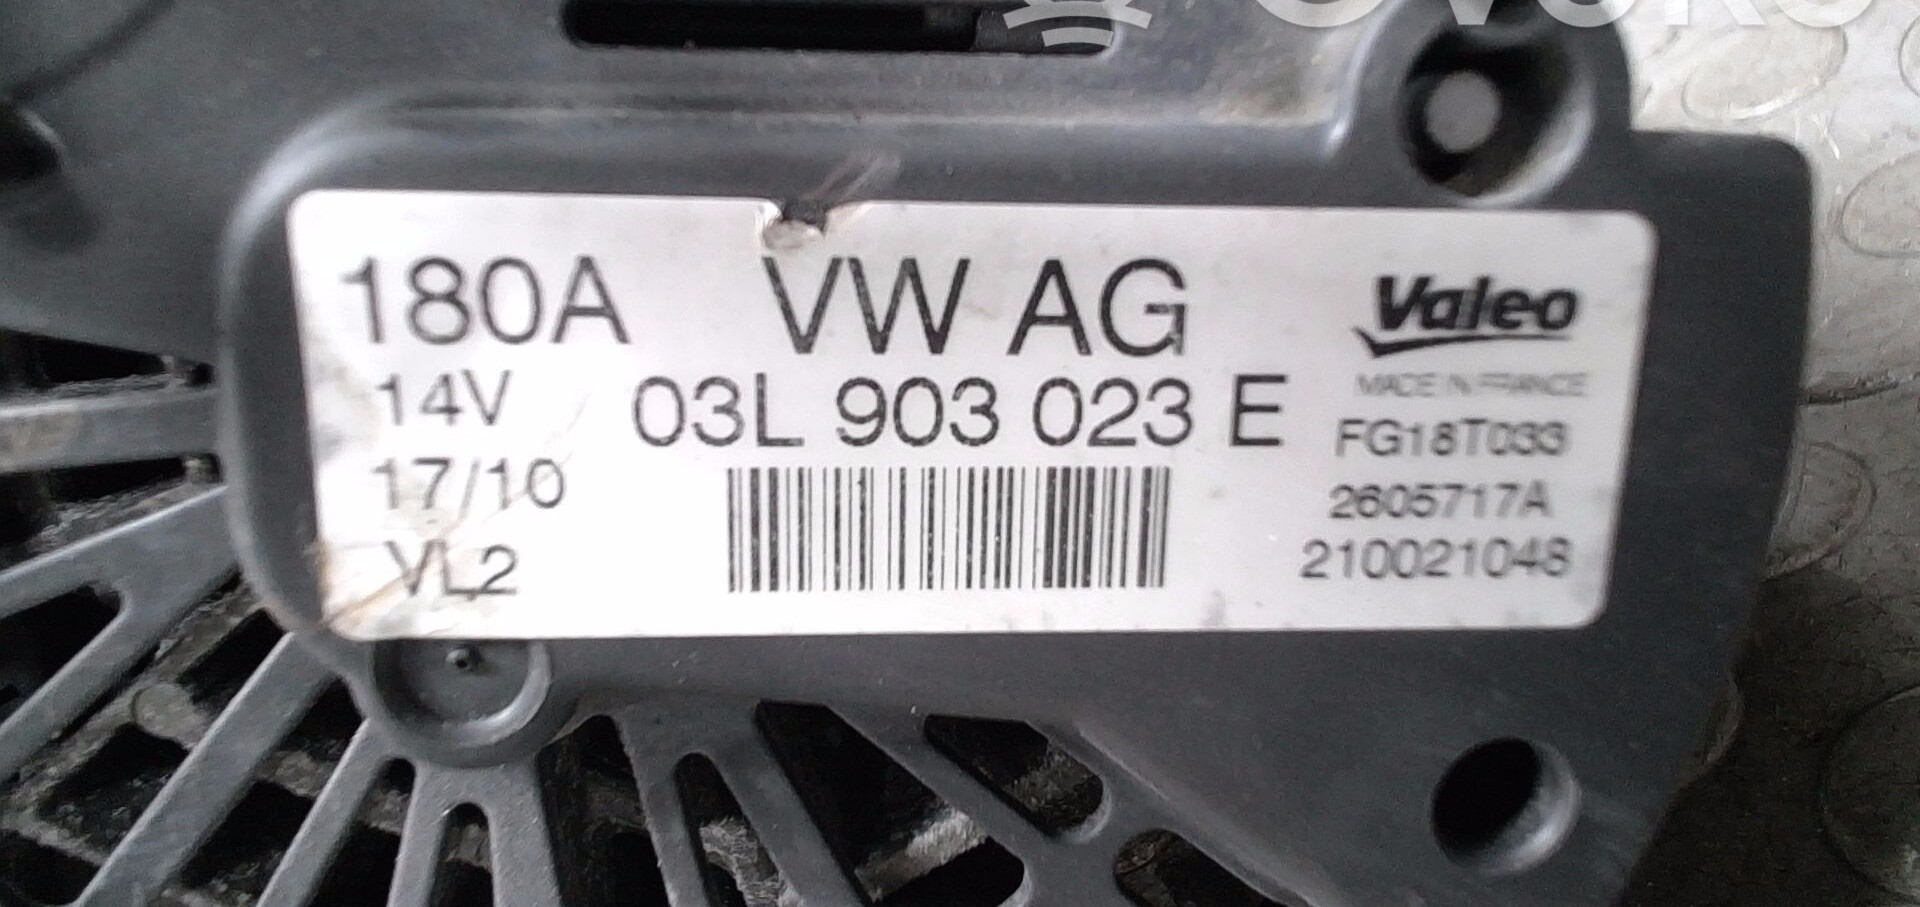 180A VW AG Valeo
MADE IN FRANCE
14V 03L 903 023 E FG18T033
17/10 2605717A
VL2 210021048